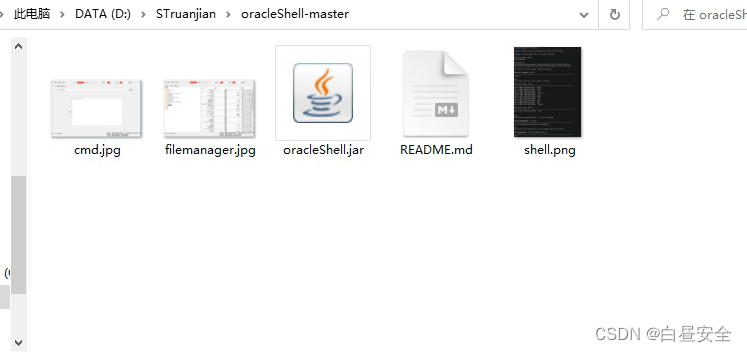 此电脑 DATA (D:) STruanjian oracleShell-master 在 oracleSh
cmd.jpg filemanager.jpg oracleShell.jar README.md shell.png
CSDN @白昼安全